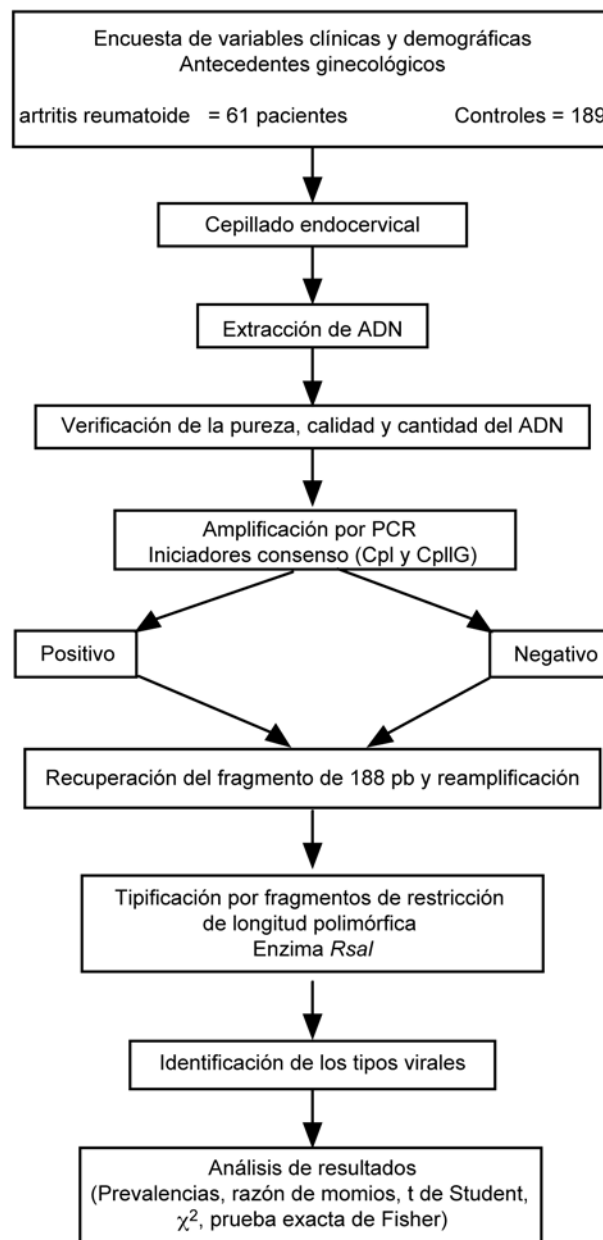 Encuesta de variables clínicas y demográficas
Antecedentes ginecológicos
artritis reumatoide = 61 pacientes Controles = 189
Cepillado endocervical
Extracción de ADN
Verificación de la pureza, calidad y cantidad del ADN
Amplificación por PCR
Iniciadores consenso (CpI y CpIIG)
Positivo
Negativo
Recuperación del fragmento de 188 pb y reamplificación
Tipificación por fragmentos de restricción
de longitud polimórfica
Enzima RsaI
Identificación de los tipos virales
Análisis de resultados
(Prevalencias, razón de momios, t de Student,
χ², prueba exacta de Fisher)